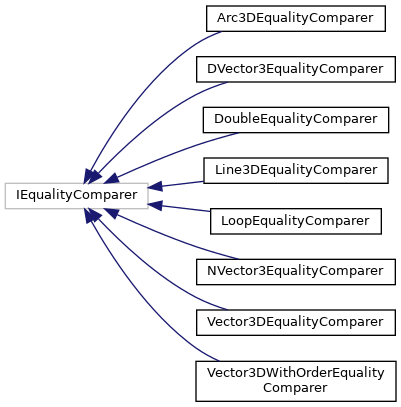 Arc3DEqualityComparer
DVector3EqualityComparer
DoubleEqualityComparer
Line3DEqualityComparer
IEqualityComparer
LoopEqualityComparer
NVector3EqualityComparer
Vector3DEqualityComparer
Vector3DWithOrderEquality
Comparer